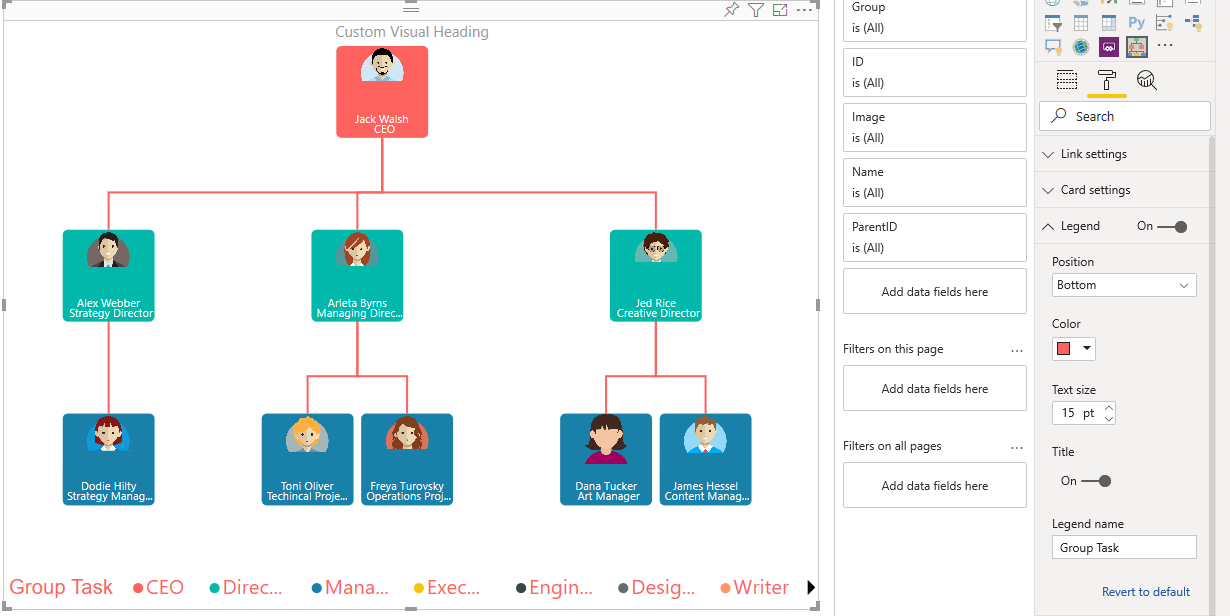 Custom Visual Heading
Jack Walsh
CEO
Alex Webber
Strategy Director
Arleta Byrns
Managing Direc...
Jed Rice
Creative Director
Dodie Hilty
Strategy Manag...
Toni Oliver
Techincal Proje...
Freya Turovsky
Operations Proj...
Dana Tucker
Art Manager
James Hessel
Content Manag...
Group Task CEO Direc... Mana... Exec... Engin... Desig... Writer
Group
is (All)
ID
is (All)
Image
is (All)
Name
is (All)
ParentID
is (All)
Add data fields here
Filters on this page ...
Add data fields here
Filters on all pages ...
Add data fields here
Py
...
Search
Link settings
Card settings
Legend On
Position
Bottom
Color
Text size
15 pt
Title
On
Legend name
Group Task
Revert to default